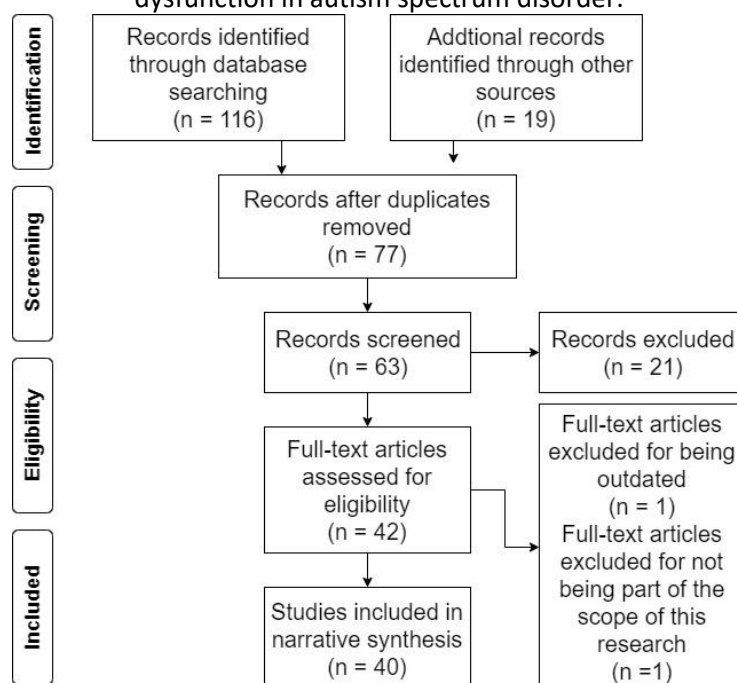 dysfunction in autism spectrum disorder.
Identification
Records identified
through database
searching
(n = 116)
Addtional records
identified through other
sources
(n = 19)
Screening
Records after duplicates
removed
(n = 77)
Records screened
(n = 63)
Records excluded
(n = 21)
Eligibility
Full-text articles
assessed for
eligibility
(n = 42)
Full-text articles
excluded for being
outdated
(n = 1)
Full-text articles
excluded for not
being part of the
scope of this
research
(n =1)
Included
Studies included in
narrative synthesis
(n = 40)